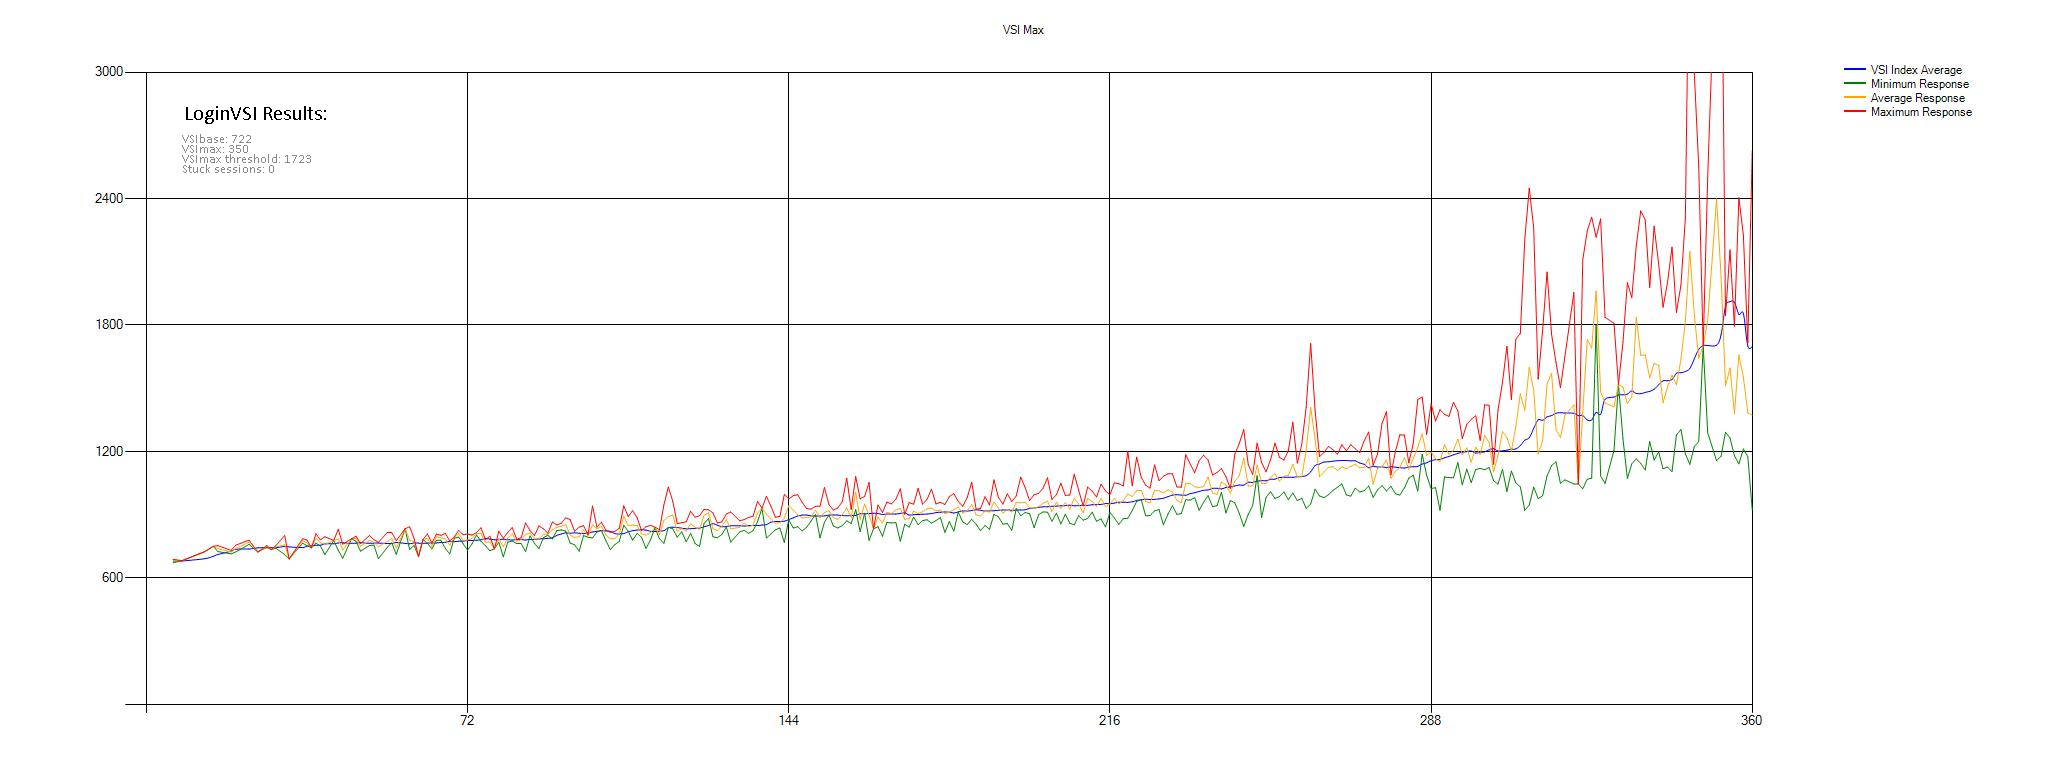 VSI Max
3000
2400
1800
1200
600
LoginVSI Results:
VSIbase: 722
VSImax: 350
VSImax threshold: 1723
Stuck sessions: 0
VSI Index Average
Minimum Response
Average Response
Maximum Response
72
144
216
288
360